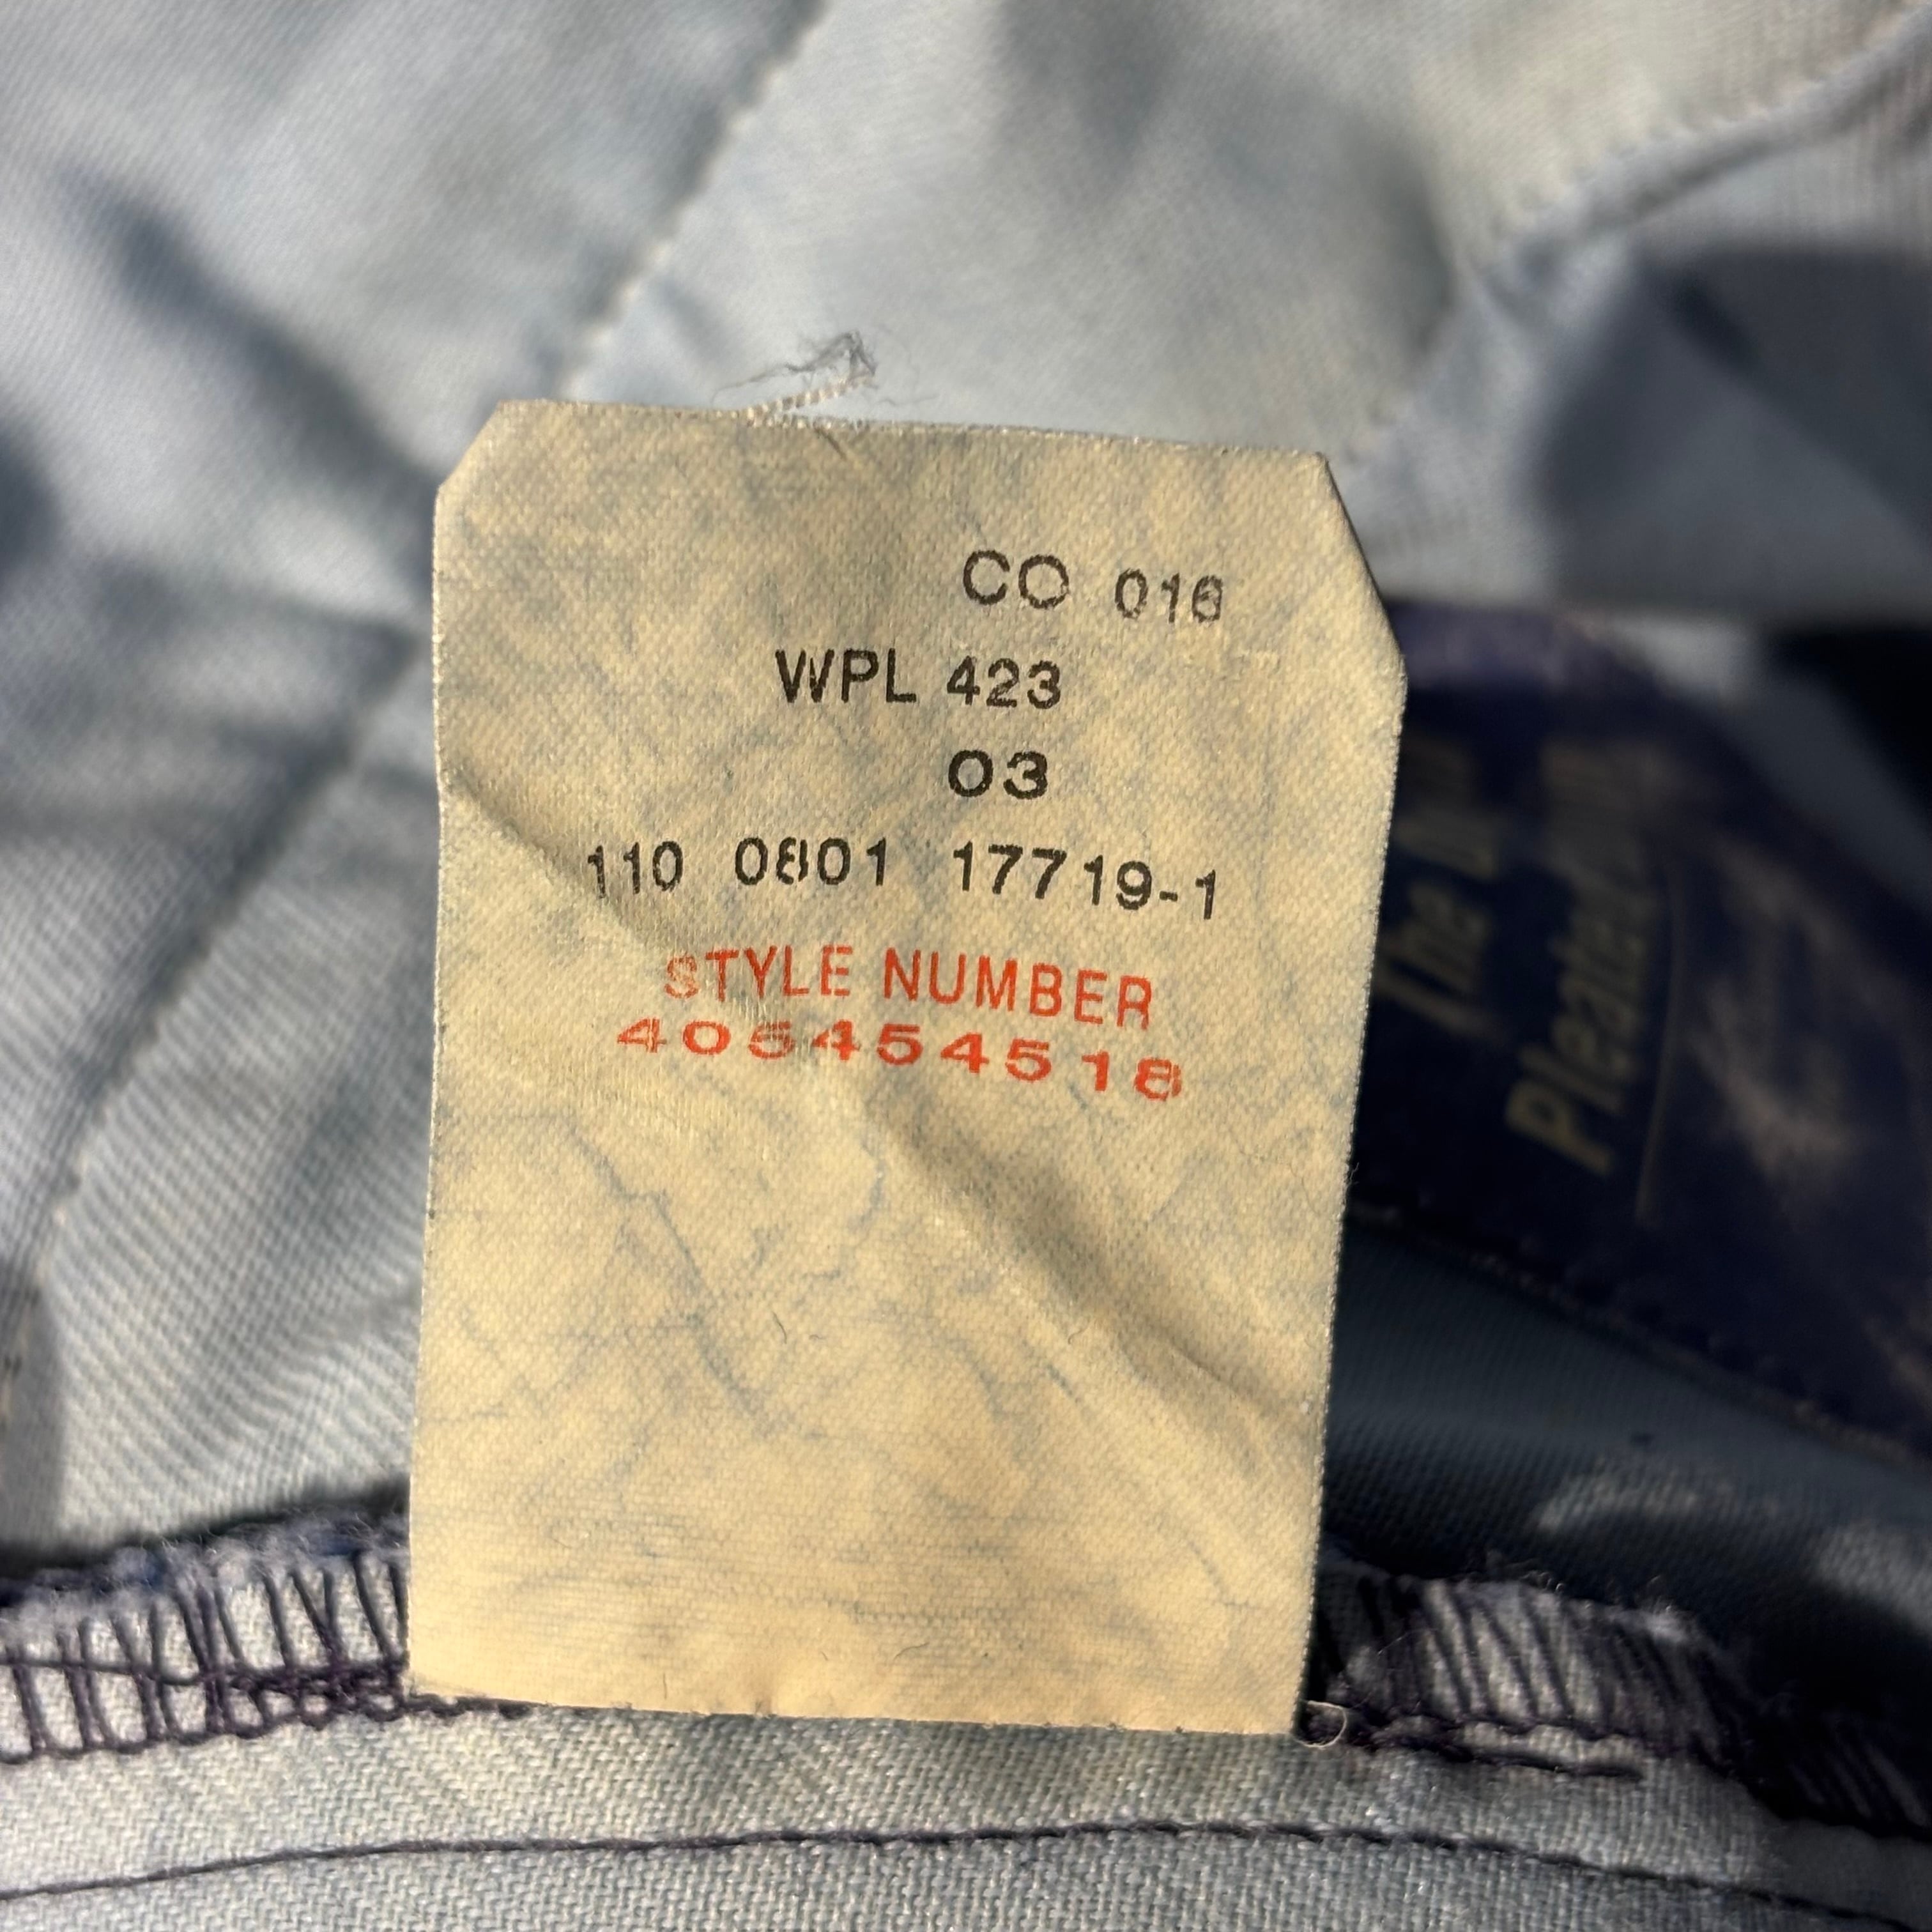 CO 016
WPL 423
03
110 0801 17719-1
STYLE NUMBER
405454518
The
Pleated